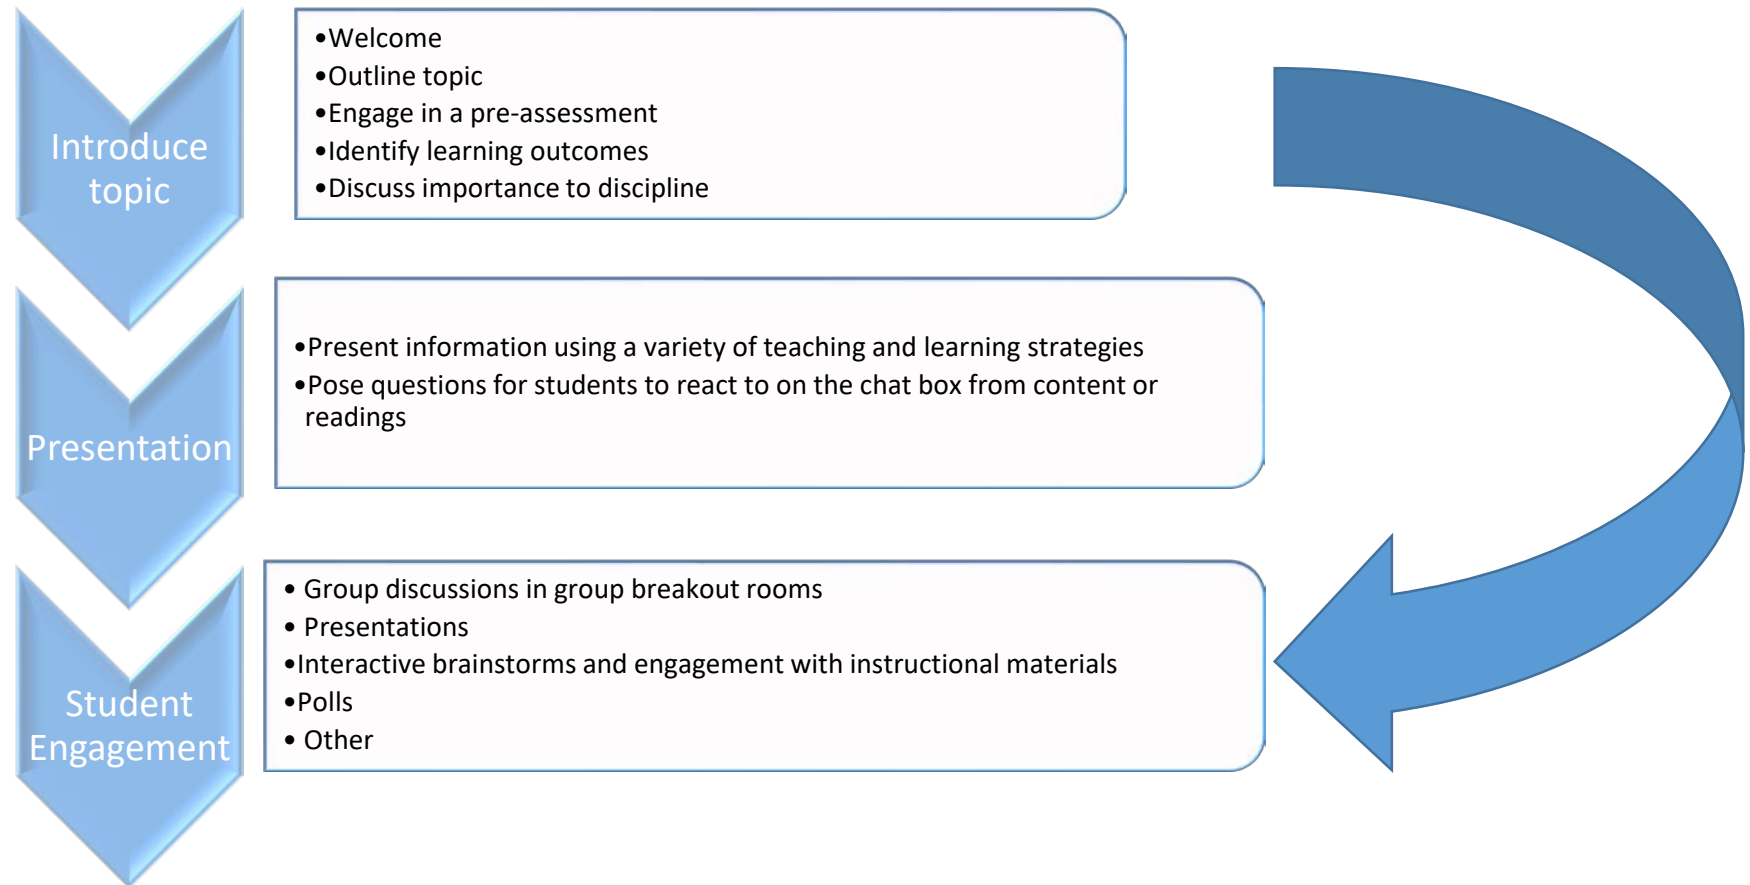 Introduce
topic
•Welcome
•Outline topic
•Engage in a pre-assessment
•Identify learning outcomes
•Discuss importance to discipline
Presentation
•Present information using a variety of teaching and learning strategies
•Pose questions for students to react to on the chat box from content or
readings
Student
Engagement
• Group discussions in group breakout rooms
• Presentations
•Interactive brainstorms and engagement with instructional materials
•Polls
• Other